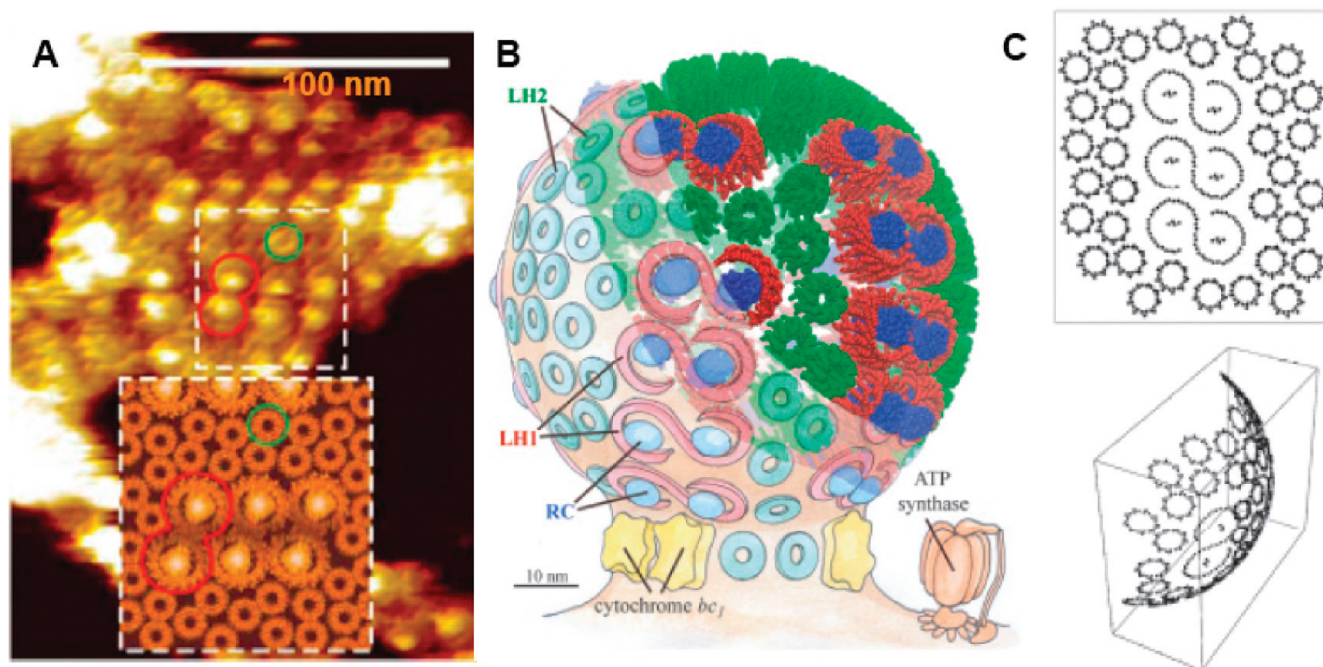 A
100 nm
B
LH2
LH1
RC
ATP
synthase
10 nm
cytochrome bc1
C